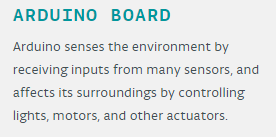 ARDUINO BOARD
Arduino senses the environment by
receiving inputs from many sensors, and
affects its surroundings by controlling
lights, motors, and other actuators.